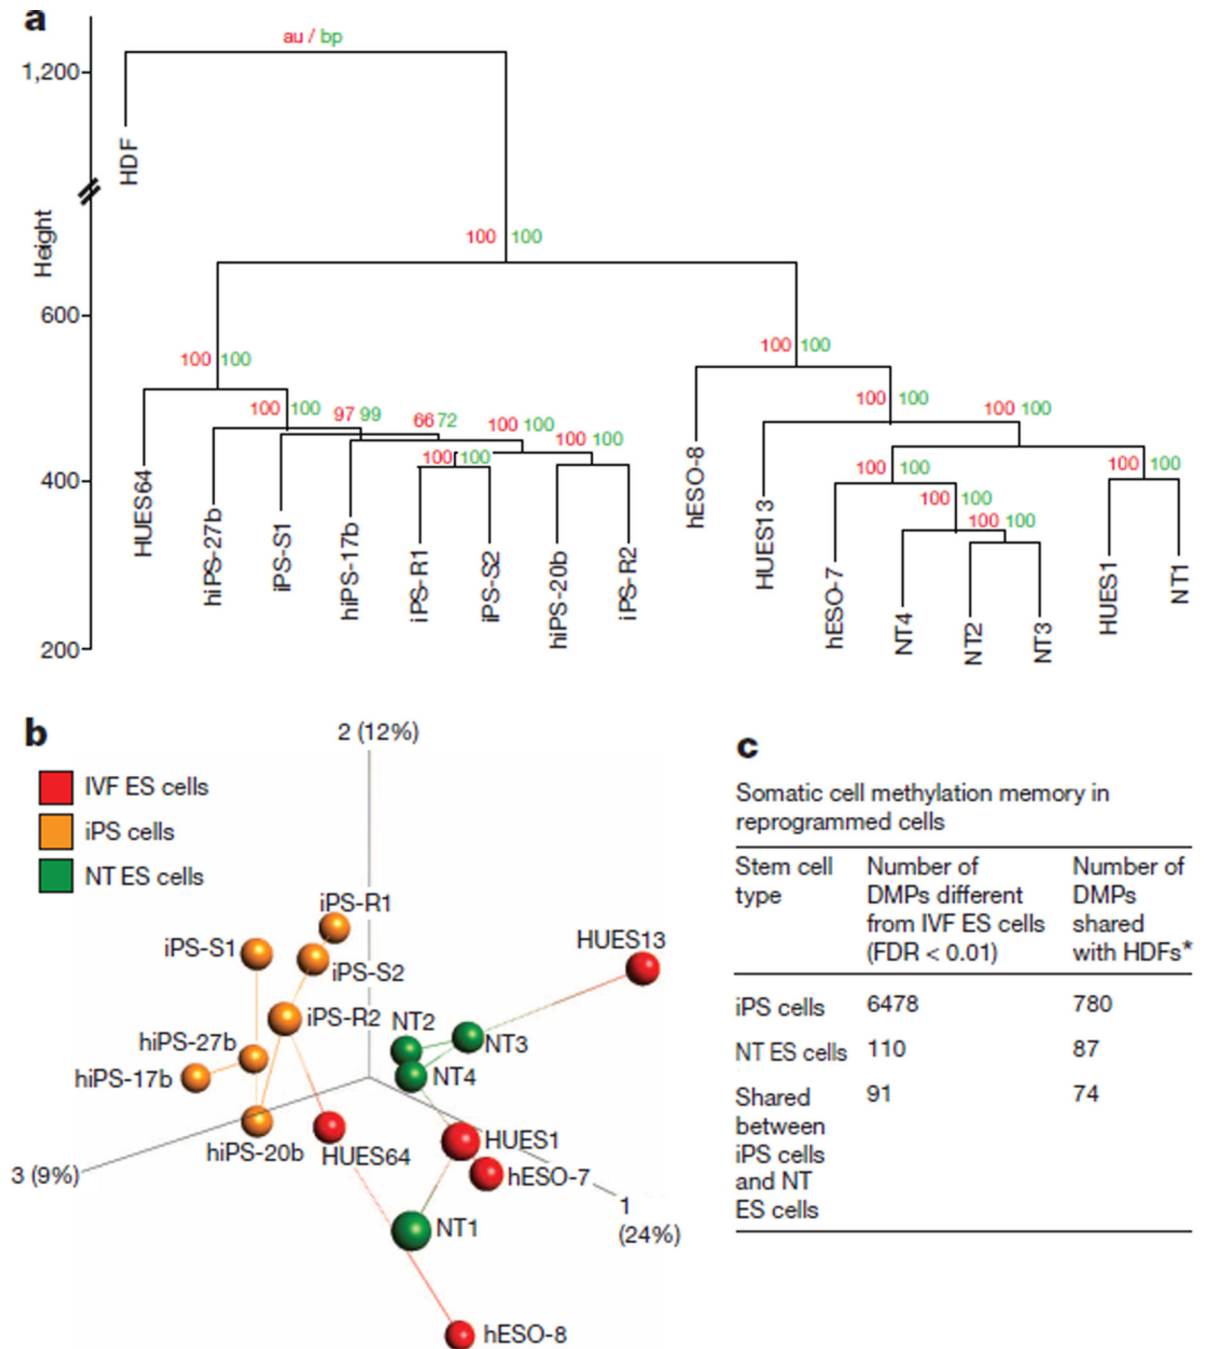 a
au / bp
1,200
HDF
Height
100 100
600
100 100
100 100
100 100
97 99
66 72
100 100
100 100
100 100
100 100
100 100
400
100 100
100 100
100 100
100 100
HUES64
hiPS-27b
iPS-S1
hiPS-17b
iPS-R1
iPS-S2
hiPS-20b
iPS-R2
hESO-8
HUES13
hESO-7
NT4
NT2
NT3
HUES1
NT1
200
b
2 (12%)
IVF ES cells
iPS cells
NT ES cells
iPS-R1
iPS-S1
iPS-S2
HUES13
iPS-R2
NT2
NT3
hiPS-27b
hiPS-17b
NT4
hiPS-20b
HUES64
HUES1
hESO-7
3 (9%)
1
(24%)
NT1
hESO-8
c
Somatic cell methylation memory in
reprogrammed cells
Stem cell Number of Number of
type DMPs different DMPs
from IVF ES cells shared
(FDR < 0.01) with HDFs*
iPS cells 6478 780
NT ES cells 110 87
Shared 91 74
between
iPS cells
and NT
ES cells